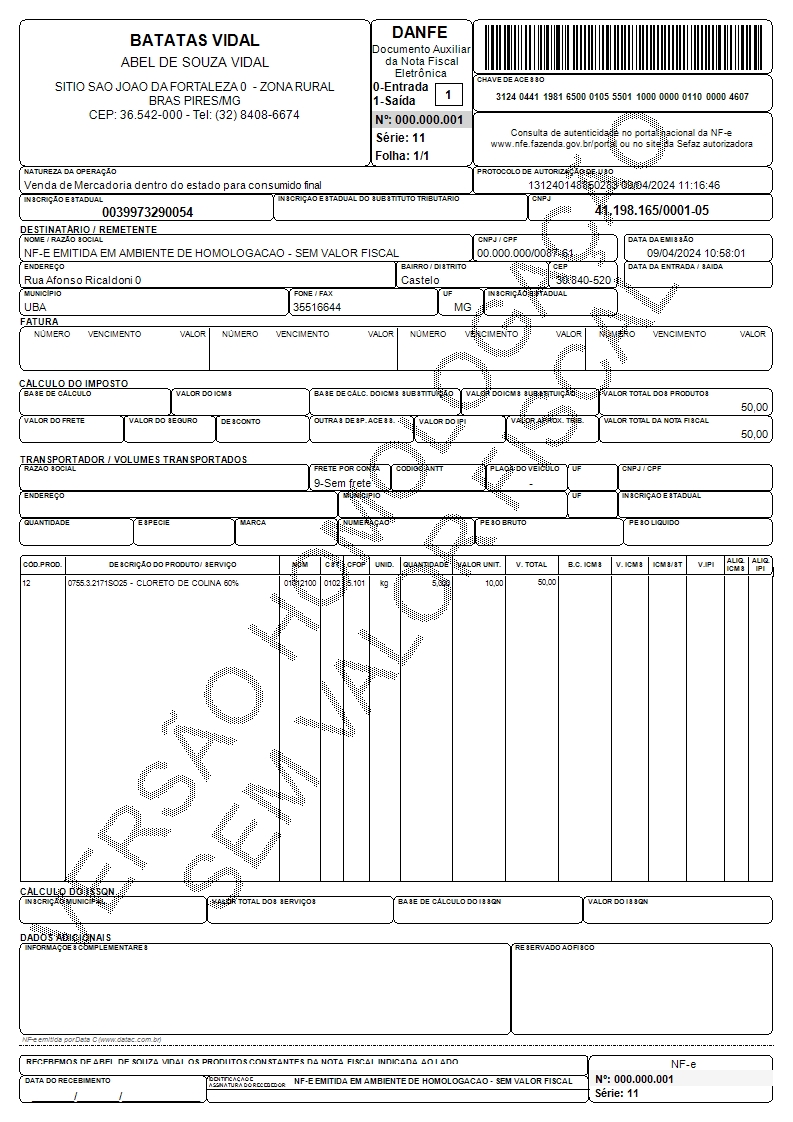 BATATAS VIDAL
ABEL DE SOUZA VIDAL
SITIO SAO JOAO DA FORTALEZA 0 - ZONA RURAL
BRAS PIRES/MG
CEP: 36.542-000 - Tel: (32) 8408-6674
DANFE
Documento Auxiliar
da Nota Fiscal
Eletrônica
0-Entrada
1-Saída
1
Nº: 000.000.001
Série: 11
Folha: 1/1
CHAVE DE ACESSO
3124 0441 1981 6500 0105 5501 1000 0000 0110 0000 4607
Consulta de autenticidade no portal nacional da NF-e
www.nfe.fazenda.gov.br/portal ou no site da Sefaz autorizadora
NATUREZA DA OPERAÇÃO
Venda de Mercadoria dentro do estado para consumido final
PROTOCOLO DE AUTORIZAÇÃO DE USO
09/04/2024 11:16:46
INSCRIÇÃO ESTADUAL
0039973290054
INSCRIÇAO ESTADUAL DO SUBSTITUTO TRIBUTARIO
CNPJ
41.198.165/0001-05
DESTINATÁRIO / REMETENTE
NOME / RAZÃO SOCIAL
NF-E EMITIDA EM AMBIENTE DE HOMOLOGACAO - SEM VALOR FISCAL
CNPJ / CPF
00.000.000/0087-61
DATA DA EMISSÃO
09/04/2024 10:58:01
ENDEREÇO
Rua Afonso Ricaldoni 0
BAIRRO / DISTRITO
Castelo
CEP
30.840-520
DATA DA ENTRADA / SAIDA
MUNICÍPIO
UBA
FONE / FAX
35516644
UF
MG
INSCRIÇÃO ESTADUAL
FATURA
NÚMERO VENCIMENTO VALOR NÚMERO VENCIMENTO VALOR NÚMERO VENCIMENTO VALOR NÚMERO VENCIMENTO VALOR
CÁLCULO DO IMPOSTO
BASE DE CÁLCULO
VALOR DO ICMS
BASE DE CÁLC. DO ICMS SUBSTITUIÇÃO
VALOR DO ICMS SUBSTITUIÇÃO
VALOR TOTAL DOS PRODUTOS
50,00
VALOR DO FRETE
VALOR DO SEGURO
DESCONTO
OUTRAS DESP. ACESS.
VALOR DO IPI
VALOR APROX. TRIB.
VALOR TOTAL DA NOTA FISCAL
50,00
TRANSPORTADOR / VOLUMES TRANSPORTADOS
RAZAO SOCIAL
FRETE POR CONTA
9-Sem frete
CODIGO ANTT
PLACA DO VEICULO
-
UF
CNPJ / CPF
ENDEREÇO
MUNICIPIO
UF
INSCRIÇAO ESTADUAL
QUANTIDADE
ESPECIE
MARCA
NUMERAÇAO
PESO BRUTO
PESO LIQUIDO
CÓD.PROD. DESCRIÇÃO DO PRODUTO / SERVIÇO NCM CST CFOP UNID. QUANTIDADE VALOR UNIT. V. TOTAL B.C. ICMS V. ICMS ICMS/ST V.IPI ALIQ. ICMS ALIQ. IPI
12 0755.3.2171SO25 - CLORETO DE COLINA 60% 01012100 0102 5.101 kg 5,000 10,00 50,00
CÁLCULO DO ISSQN
INSCRIÇÃO MUNICIPAL
VALOR TOTAL DOS SERVIÇOS
BASE DE CÁLCULO DO ISSQN
VALOR DO ISSQN
DADOS ADICIONAIS
INFORMAÇÕES COMPLEMENTARES
RESERVADO AO FISCO
NF-e emitida por Data C (www.datac.com.br)
RECEBEMOS DE ABEL DE SOUZA VIDAL OS PRODUTOS CONSTANTES DA NOTA FISCAL INDICADA AO LADO
DATA DO RECEBIMENTO
/ /
IDENTIFICAÇÃO E
ASSINATURA DO RECEBEDOR
NF-E EMITIDA EM AMBIENTE DE HOMOLOGACAO - SEM VALOR FISCAL
NF-e
Nº: 000.000.001
Série: 11
VERSÃO HOMOLOGAÇÃO
SEM VALOR FISCAL